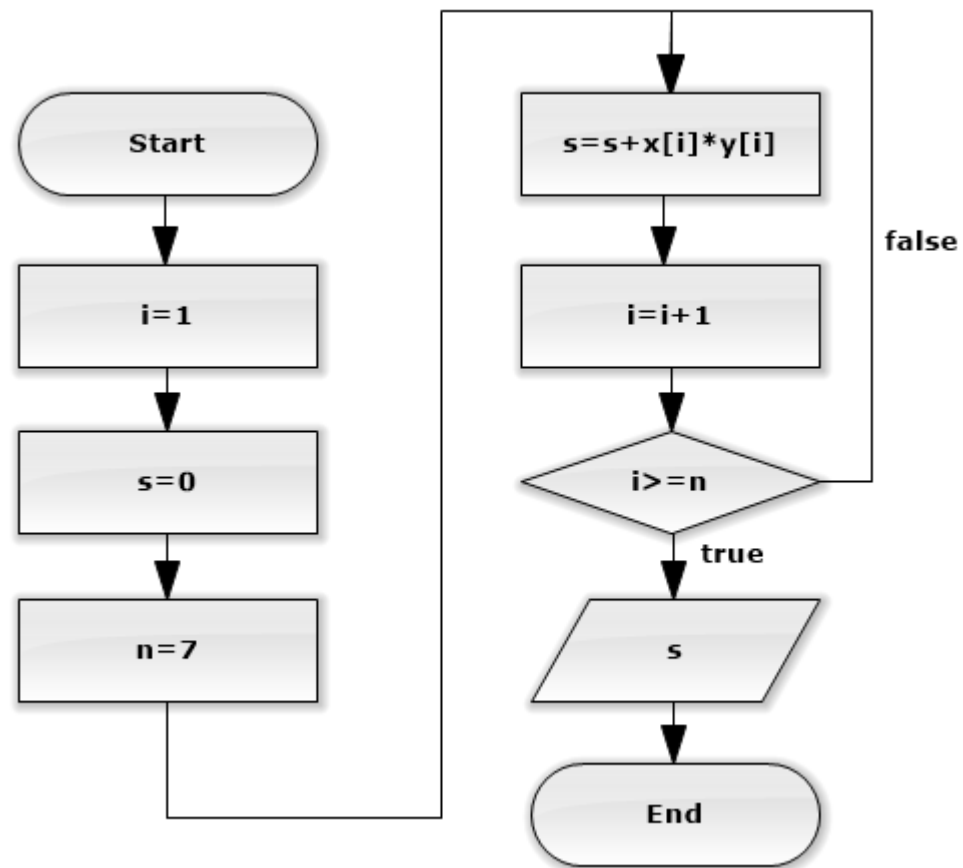 Start
i=1
s=0
n=7
s=s+x[i]*y[i]
i=i+1
i>=n
false
true
s
End